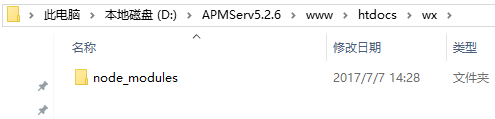 此电脑 › 本地磁盘 (D:) › APMServ5.2.6 › www › htdocs › wx ›
名称 修改日期 类型
node_modules 2017/7/7 14:28 文件夹